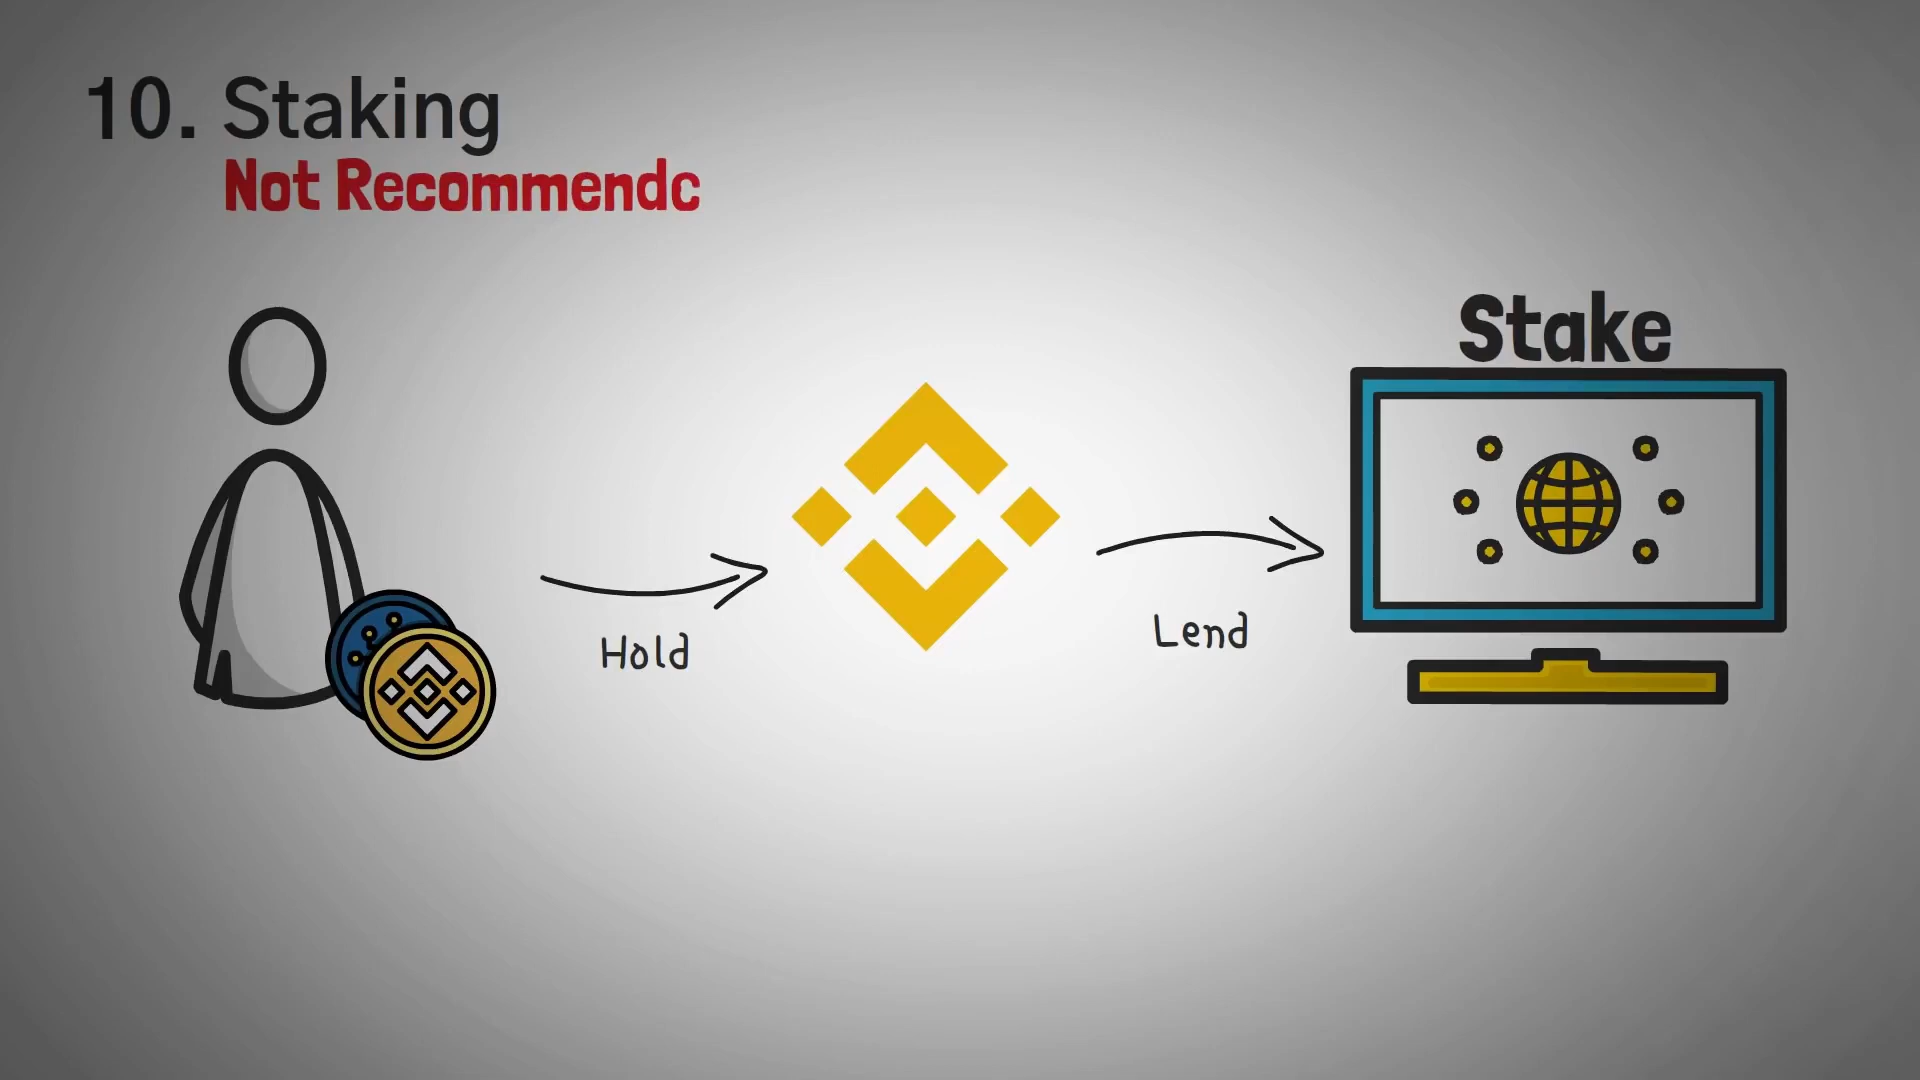 10. Staking
Not Recommendc
Stake
Hold
Lend